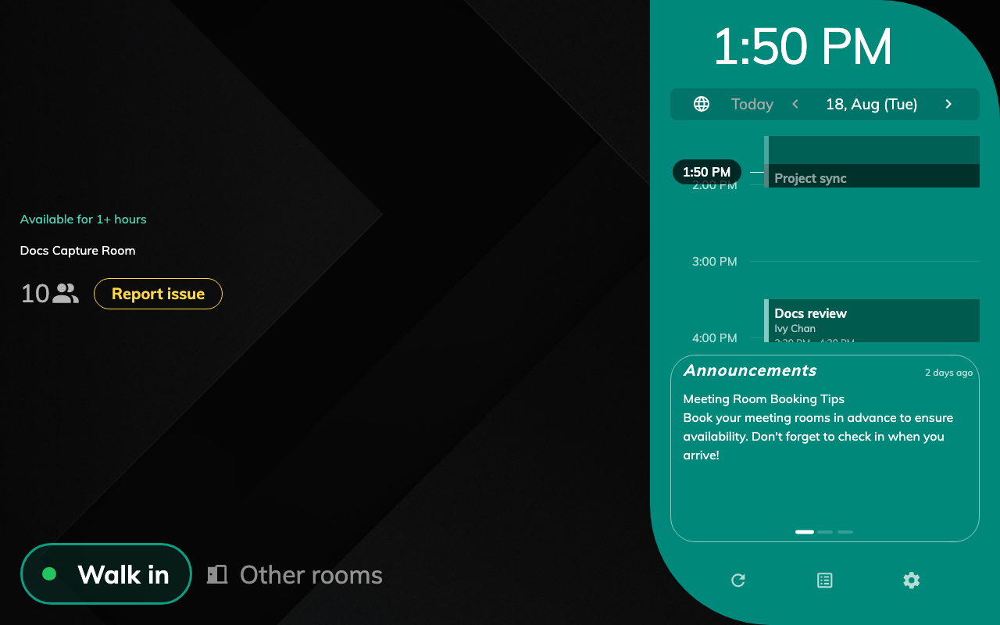 Available for 1+ hours
Docs Capture Room
10
Report issue
Walk in
Other rooms
1:50 PM
Today
18, Aug (Tue)
1:50 PM
2:00 PM
Project sync
3:00 PM
Docs review
Ivy Chan
4:00 PM
Announcements
2 days ago
Meeting Room Booking Tips
Book your meeting rooms in advance to ensure
availability. Don't forget to check in when you
arrive!